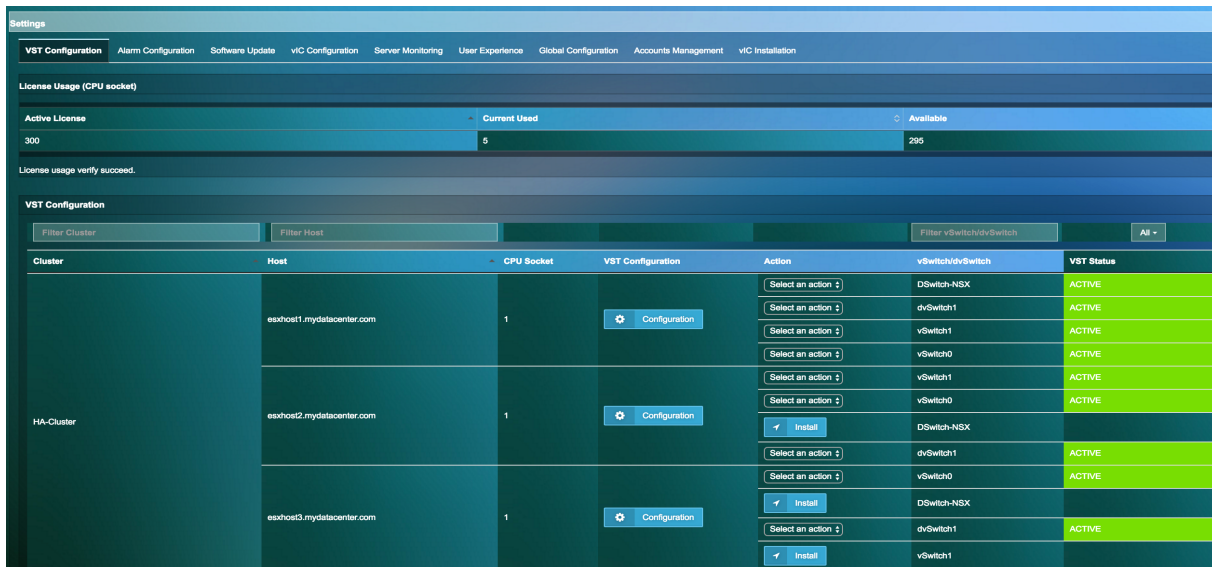 Settings
VST Configuration Alarm Configuration Software Update vIC Configuration Server Monitoring User Experience Global Configuration Accounts Management vIC Installation
License Usage (CPU socket)
Active License Current Used Available
300 5 295
License usage verify succeed.
VST Configuration
Filter Cluster Filter Host Filter vSwitch/dvSwitch All
Cluster Host CPU Socket VST Configuration Action vSwitch/dvSwitch VST Status
Select an action DSwitch-NSX ACTIVE
Select an action dvSwitch1 ACTIVE
esxhost1.mydatacenter.com 1 Configuration
Select an action vSwitch1 ACTIVE
Select an action vSwitch0 ACTIVE
Select an action vSwitch1 ACTIVE
Select an action vSwitch0 ACTIVE
esxhost2.mydatacenter.com 1 Configuration
HA-Cluster
Install DSwitch-NSX
Select an action dvSwitch1 ACTIVE
Select an action vSwitch0 ACTIVE
Install DSwitch-NSX
esxhost3.mydatacenter.com 1 Configuration
Select an action dvSwitch1 ACTIVE
Install vSwitch1